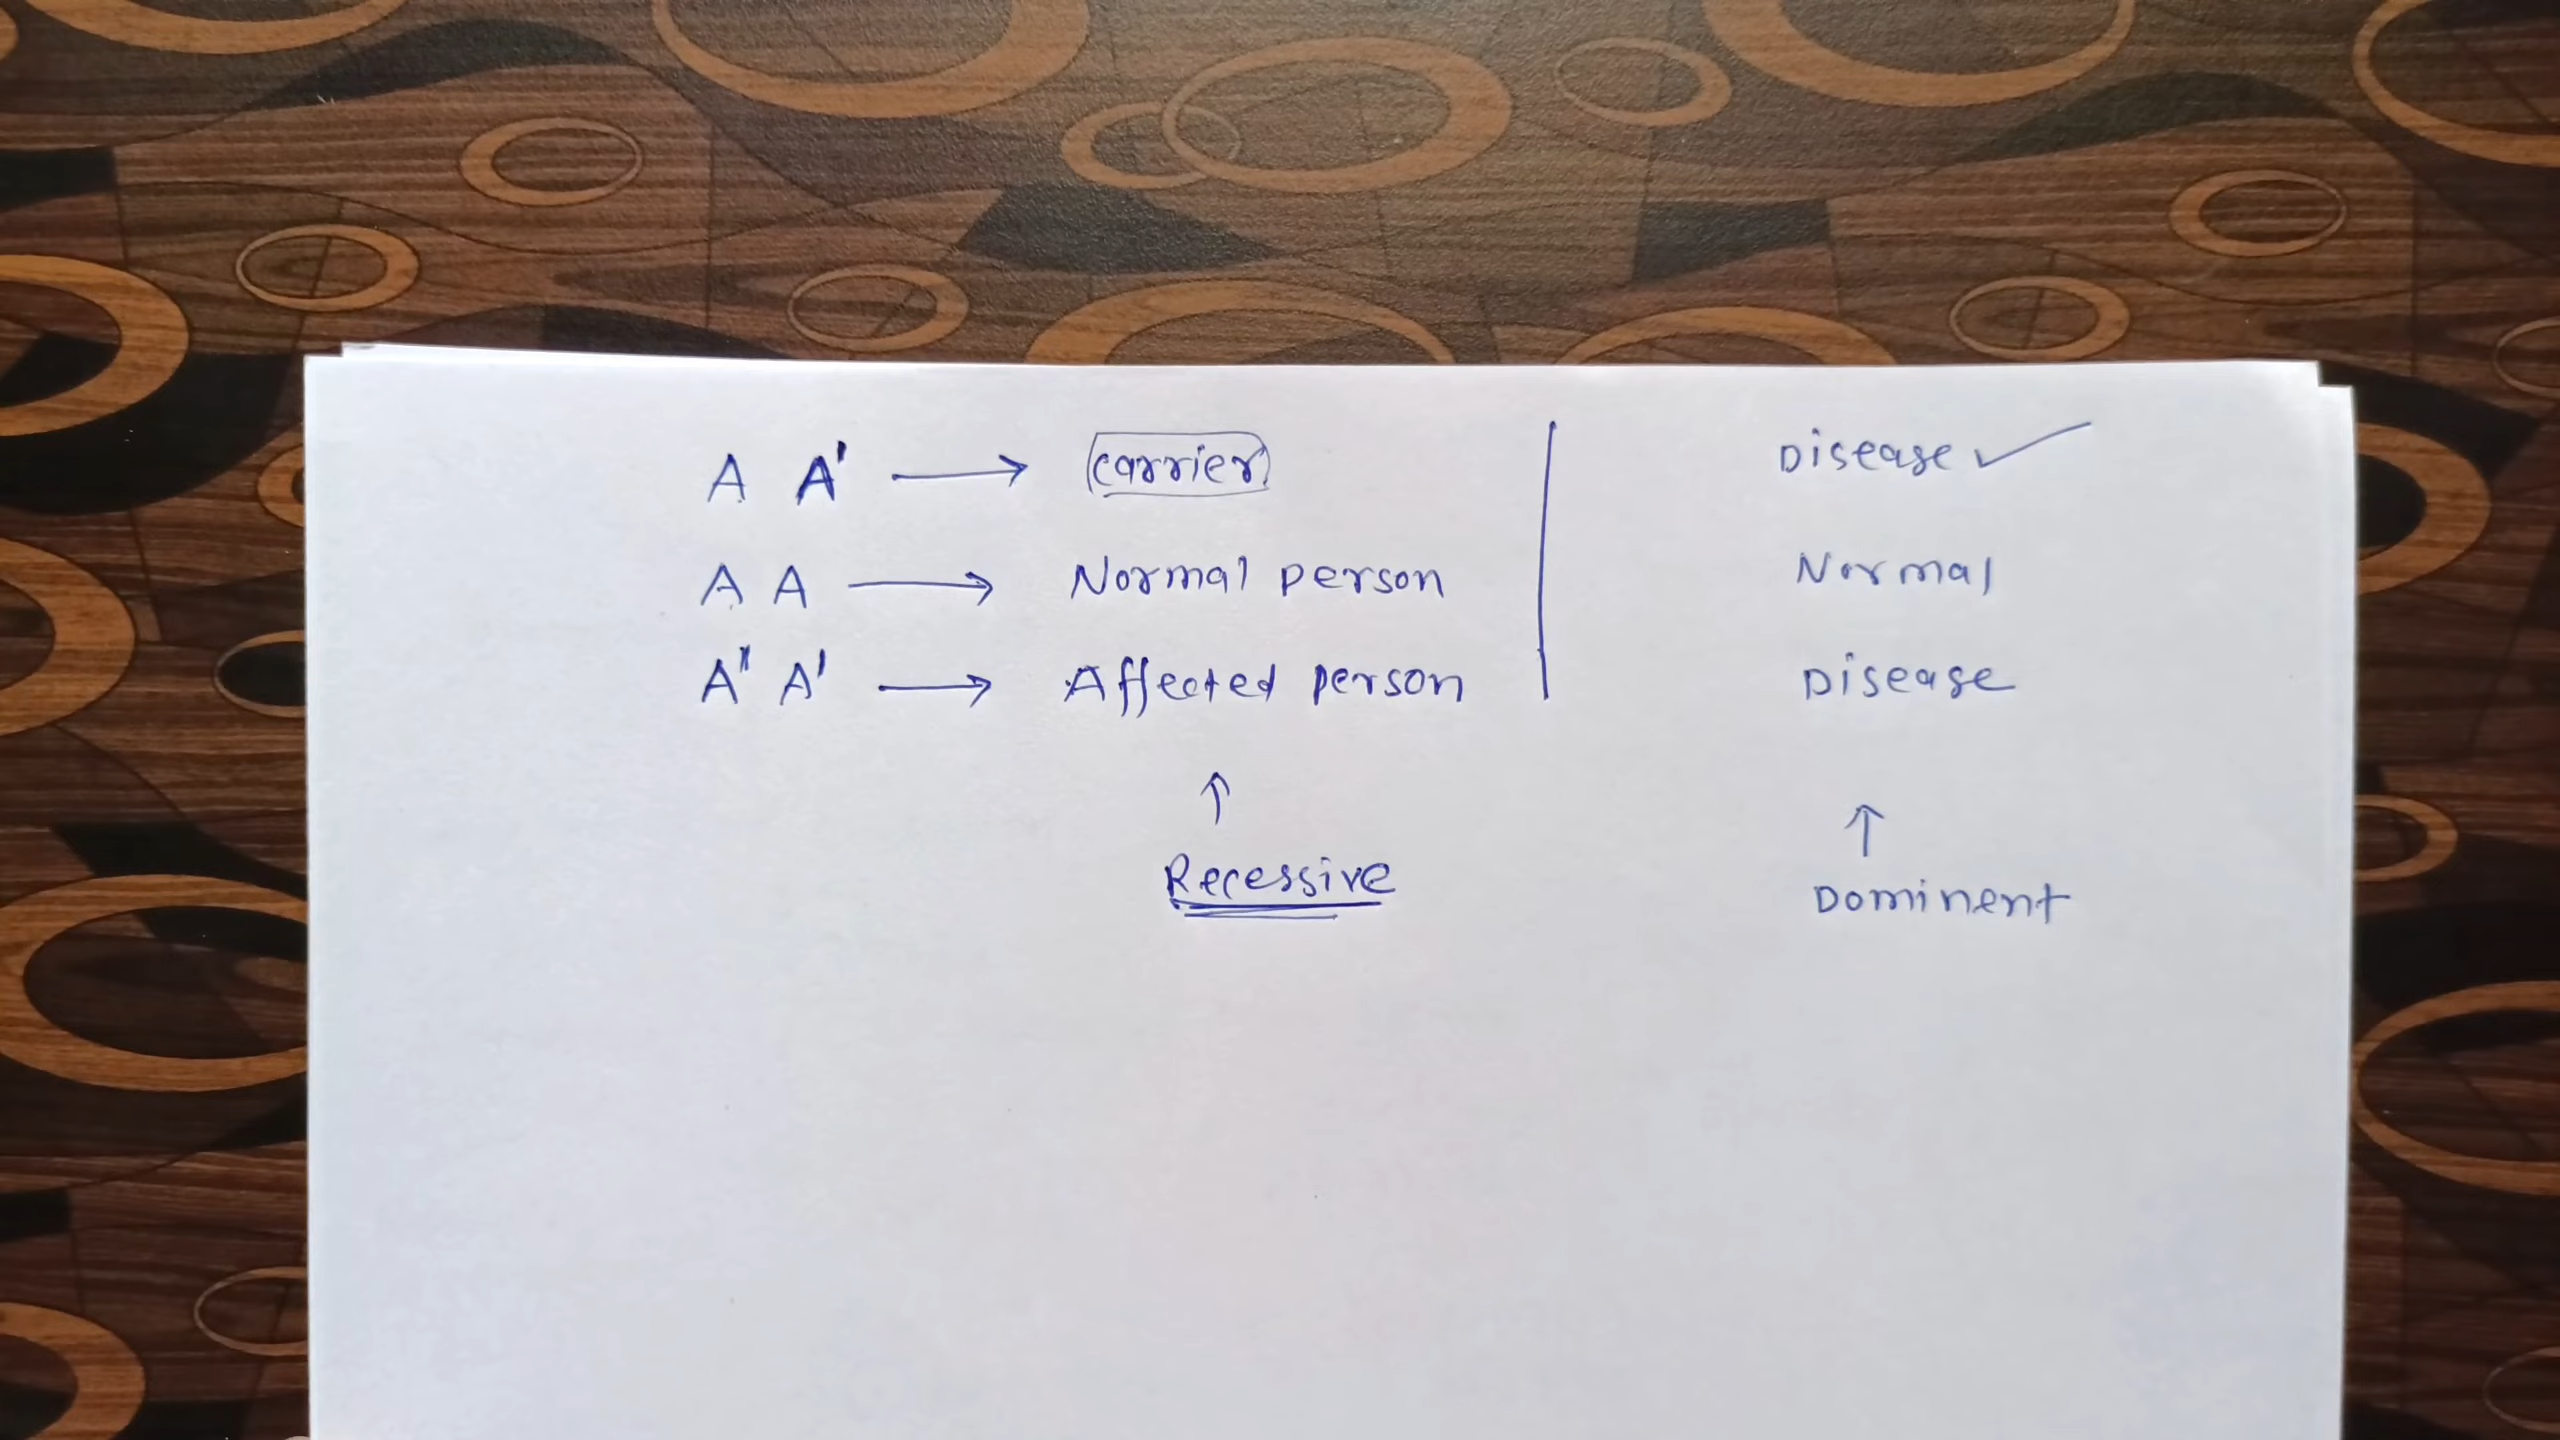 A A' → carrier | Disease ✓
A A → Normal person | Normal
A" A' → Affected person | Disease
↑ ↑
Recessive Dominent